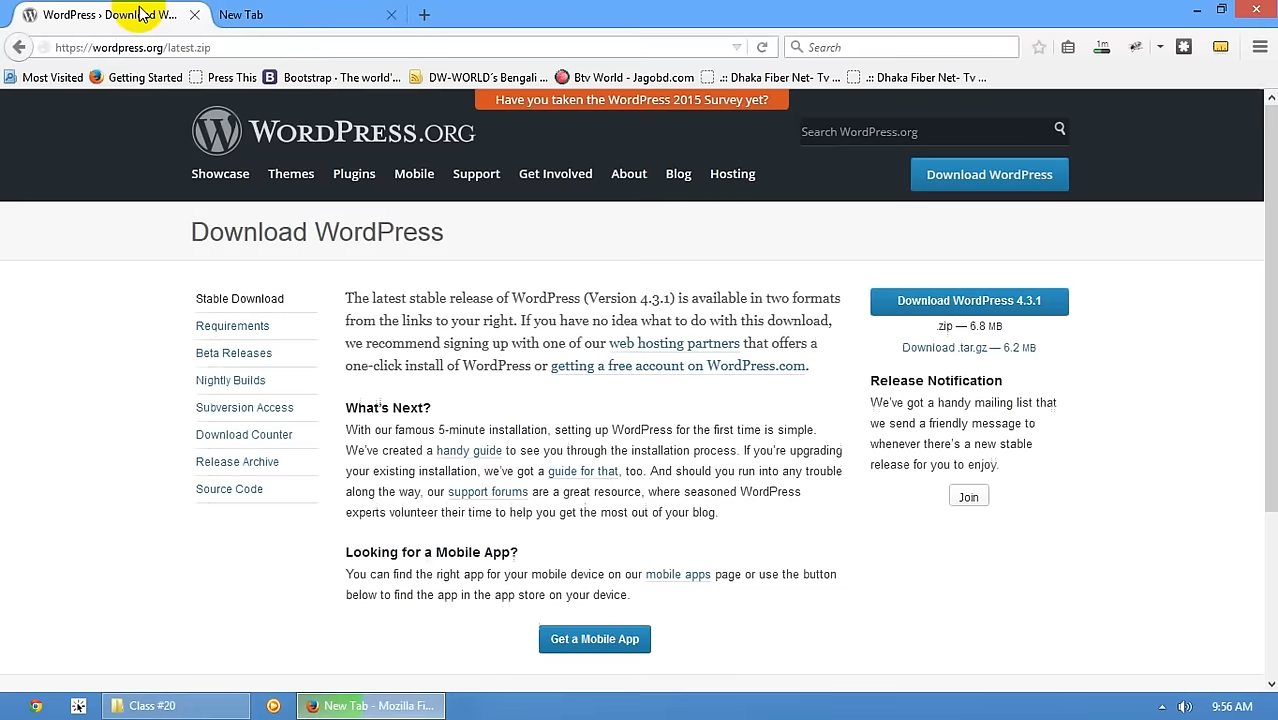 WordPress › Download W...
New Tab
https://wordpress.org/latest.zip
Search
1m
Most Visited
Getting Started
Press This
Bootstrap · The world'...
DW-WORLD´s Bengali ...
Btv World - Jagobd.com
.:: Dhaka Fiber Net- Tv ...
.:: Dhaka Fiber Net- Tv ...
Have you taken the WordPress 2015 Survey yet?
WORDPRESS.ORG
Search WordPress.org
Showcase
Themes
Plugins
Mobile
Support
Get Involved
About
Blog
Hosting
Download WordPress
Download WordPress
Stable Download
Requirements
Beta Releases
Nightly Builds
Subversion Access
Download Counter
Release Archive
Source Code
The latest stable release of WordPress (Version 4.3.1) is available in two formats
from the links to your right. If you have no idea what to do with this download,
we recommend signing up with one of our web hosting partners that offers a
one-click install of WordPress or getting a free account on WordPress.com.
What's Next?
With our famous 5-minute installation, setting up WordPress for the first time is simple.
We've created a handy guide to see you through the installation process. If you're upgrading
your existing installation, we've got a guide for that, too. And should you run into any trouble
along the way, our support forums are a great resource, where seasoned WordPress
experts volunteer their time to help you get the most out of your blog.
Looking for a Mobile App?
You can find the right app for your mobile device on our mobile apps page or use the button
below to find the app in the app store on your device.
Get a Mobile App
Download WordPress 4.3.1
.zip — 6.8 MB
Download .tar.gz — 6.2 MB
Release Notification
We've got a handy mailing list that
we send a friendly message to
whenever there's a new stable
release for you to enjoy.
Join
Class #20
New Tab - Mozilla Fi...
9:56 AM